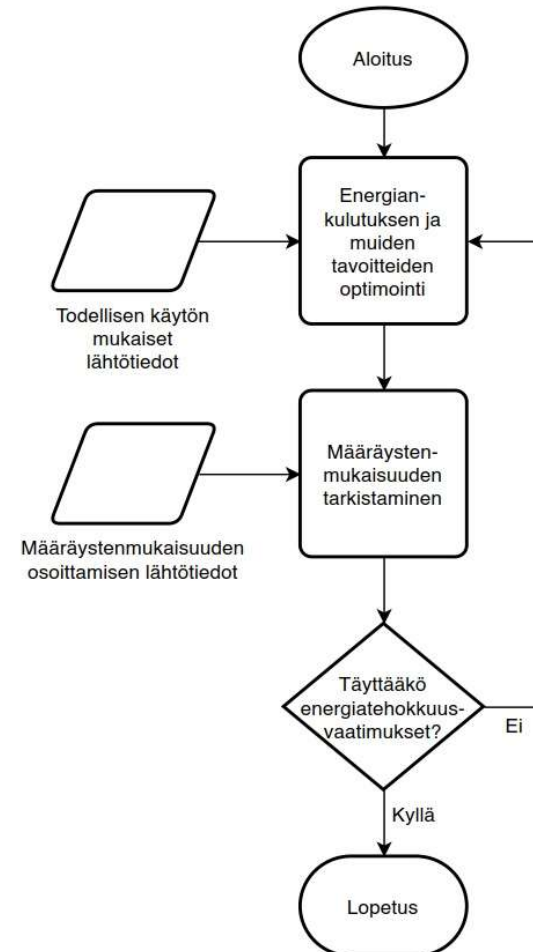 Aloitus
Energian-
kulutuksen ja
muiden
tavoitteiden
optimointi
Todellisen käytön
mukaiset
lähtötiedot
Määräysten-
mukaisuuden
tarkistaminen
Määräystenmukaisuuden
osoittamisen lähtötiedot
Täyttääkö
energiatehokkuus-
vaatimukset?
Ei
Kyllä
Lopetus